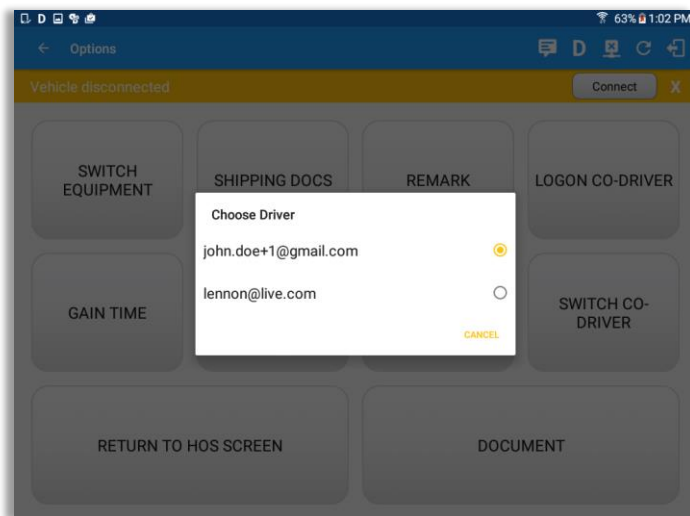 D 63% 1:02 PM
Options
D
Vehicle disconnected Connect X
SWITCH
EQUIPMENT
SHIPPING DOCS
REMARK
LOGON CO-DRIVER
Choose Driver
john.doe+1@gmail.com
lennon@live.com
CANCEL
GAIN TIME
SWITCH CO-
DRIVER
RETURN TO HOS SCREEN
DOCUMENT